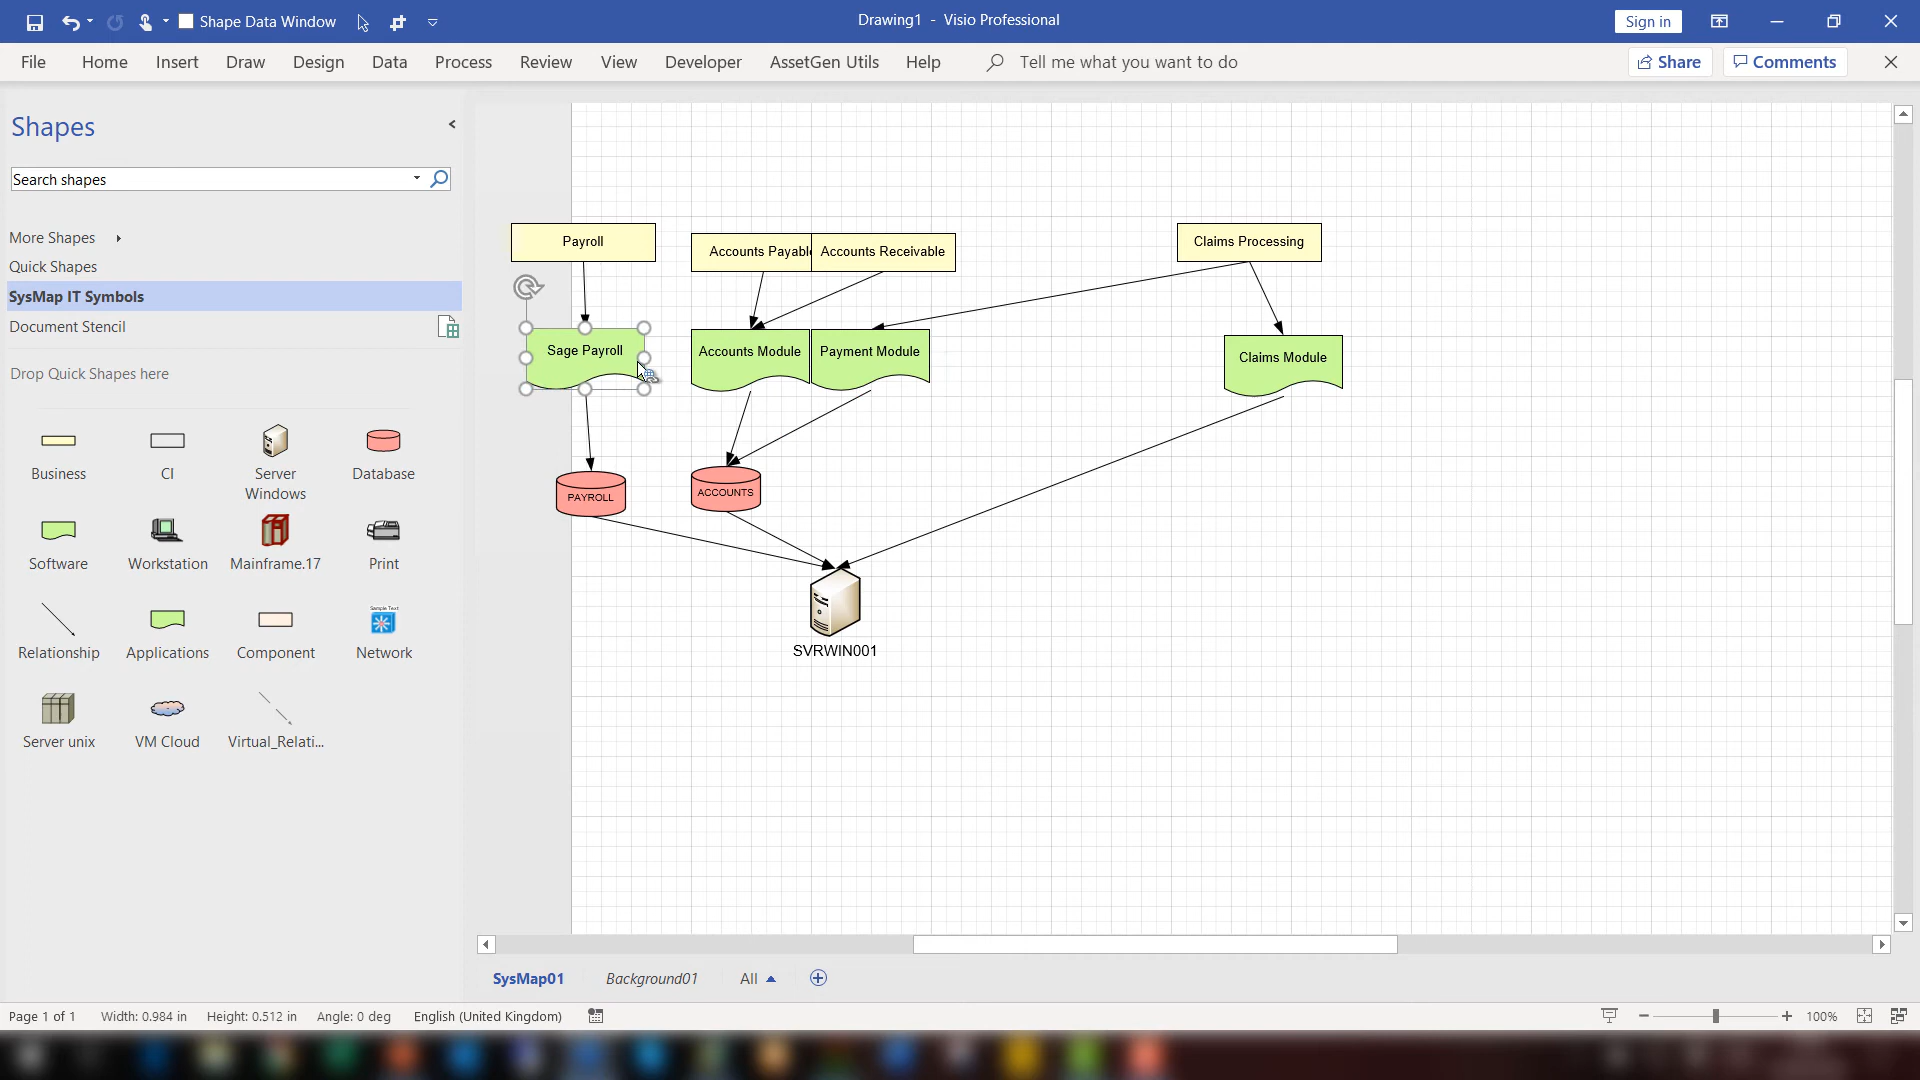 Shape Data Window
Drawing1 - Visio Professional
Sign in
File
Home
Insert
Draw
Design
Data
Process
Review
View
Developer
AssetGen Utils
Help
Tell me what you want to do
Share
Comments
Shapes
Search shapes
More Shapes
Quick Shapes
SysMap IT Symbols
Document Stencil
Drop Quick Shapes here
Business
CI
Server
Windows
Database
Software
Workstation
Mainframe.17
Print
Relationship
Applications
Component
Sample Text
Network
Server unix
VM Cloud
Virtual_Relati...
Payroll
Accounts Payable
Accounts Receivable
Claims Processing
Sage Payroll
Accounts Module
Payment Module
Claims Module
PAYROLL
ACCOUNTS
SVRWIN001
SysMap01
Background01
All
Page 1 of 1
Width: 0.984 in
Height: 0.512 in
Angle: 0 deg
English (United Kingdom)
100%